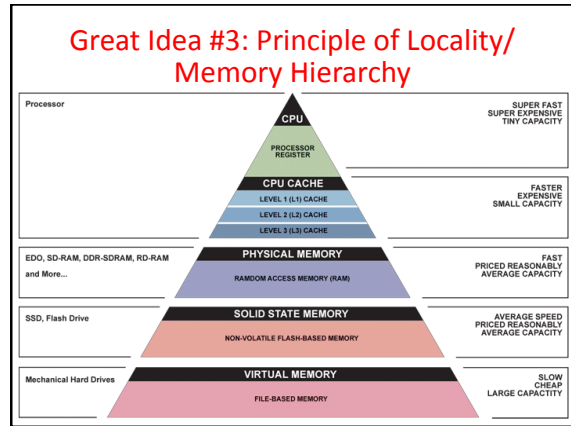 Great Idea #3: Principle of Locality/
Memory Hierarchy
Processor
CPU
PROCESSOR
REGISTER
SUPER FAST
SUPER EXPENSIVE
TINY CAPACITY
CPU CACHE
LEVEL 1 (L1) CACHE
LEVEL 2 (L2) CACHE
LEVEL 3 (L3) CACHE
FASTER
EXPENSIVE
SMALL CAPACITY
EDO, SD-RAM, DDR-SDRAM, RD-RAM
and More...
PHYSICAL MEMORY
RAMDOM ACCESS MEMORY (RAM)
FAST
PRICED REASONABLY
AVERAGE CAPACITY
SSD, Flash Drive
SOLID STATE MEMORY
NON-VOLATILE FLASH-BASED MEMORY
AVERAGE SPEED
PRICED REASONABLY
AVERAGE CAPACITY
Mechanical Hard Drives
VIRTUAL MEMORY
FILE-BASED MEMORY
SLOW
CHEAP
LARGE CAPACTITY